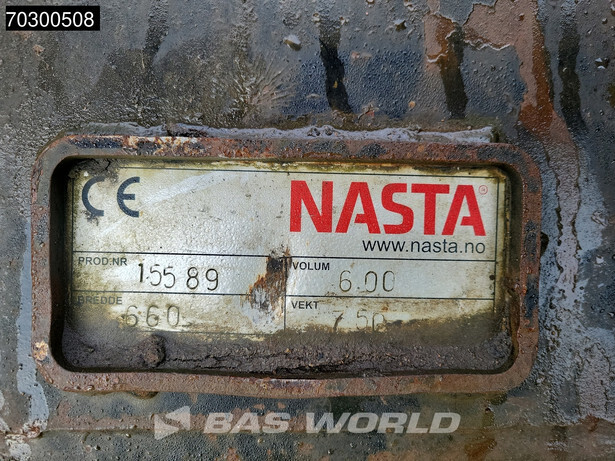 70300508
CE
NASTA®
www.nasta.no
PROD.NR 15589 VOLUM 6.00
BREDDE 660 VEKT 750
BAS WORLD